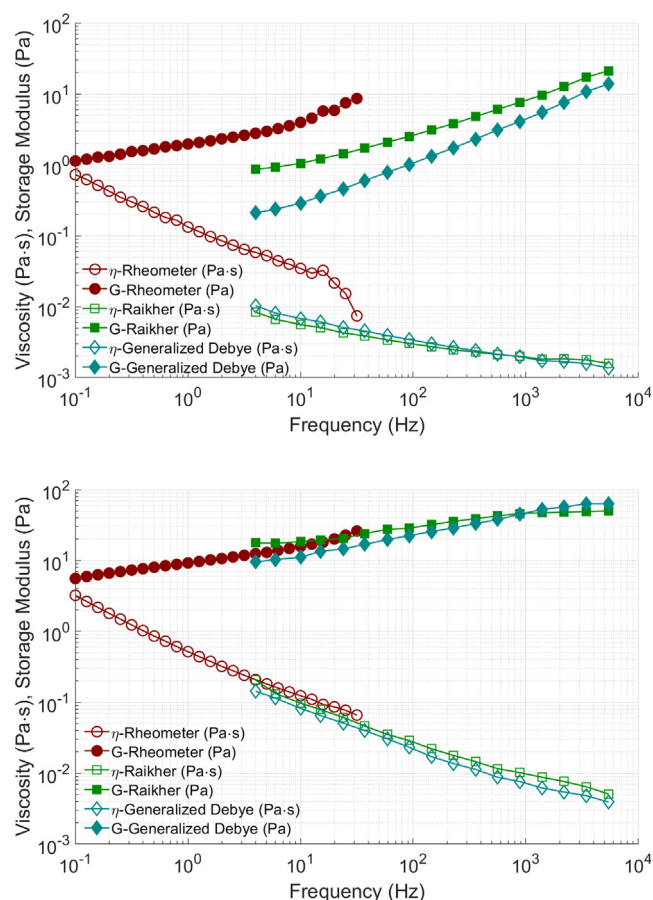 10²
10¹
10⁰
10⁻¹
10⁻²
10⁻³
Viscosity (Pa·s), Storage Modulus (Pa)
η-Rheometer (Pa·s)
G-Rheometer (Pa)
η-Raikher (Pa·s)
G-Raikher (Pa)
η-Generalized Debye (Pa·s)
G-Generalized Debye (Pa)
10⁻¹ 10⁰ 10¹ 10² 10³ 10⁴
Frequency (Hz)
10²
10¹
10⁰
10⁻¹
10⁻²
10⁻³
Viscosity (Pa·s), Storage Modulus (Pa)
η-Rheometer (Pa·s)
G-Rheometer (Pa)
η-Raikher (Pa·s)
G-Raikher (Pa)
η-Generalized Debye (Pa·s)
G-Generalized Debye (Pa)
10⁻¹ 10⁰ 10¹ 10² 10³ 10⁴
Frequency (Hz)